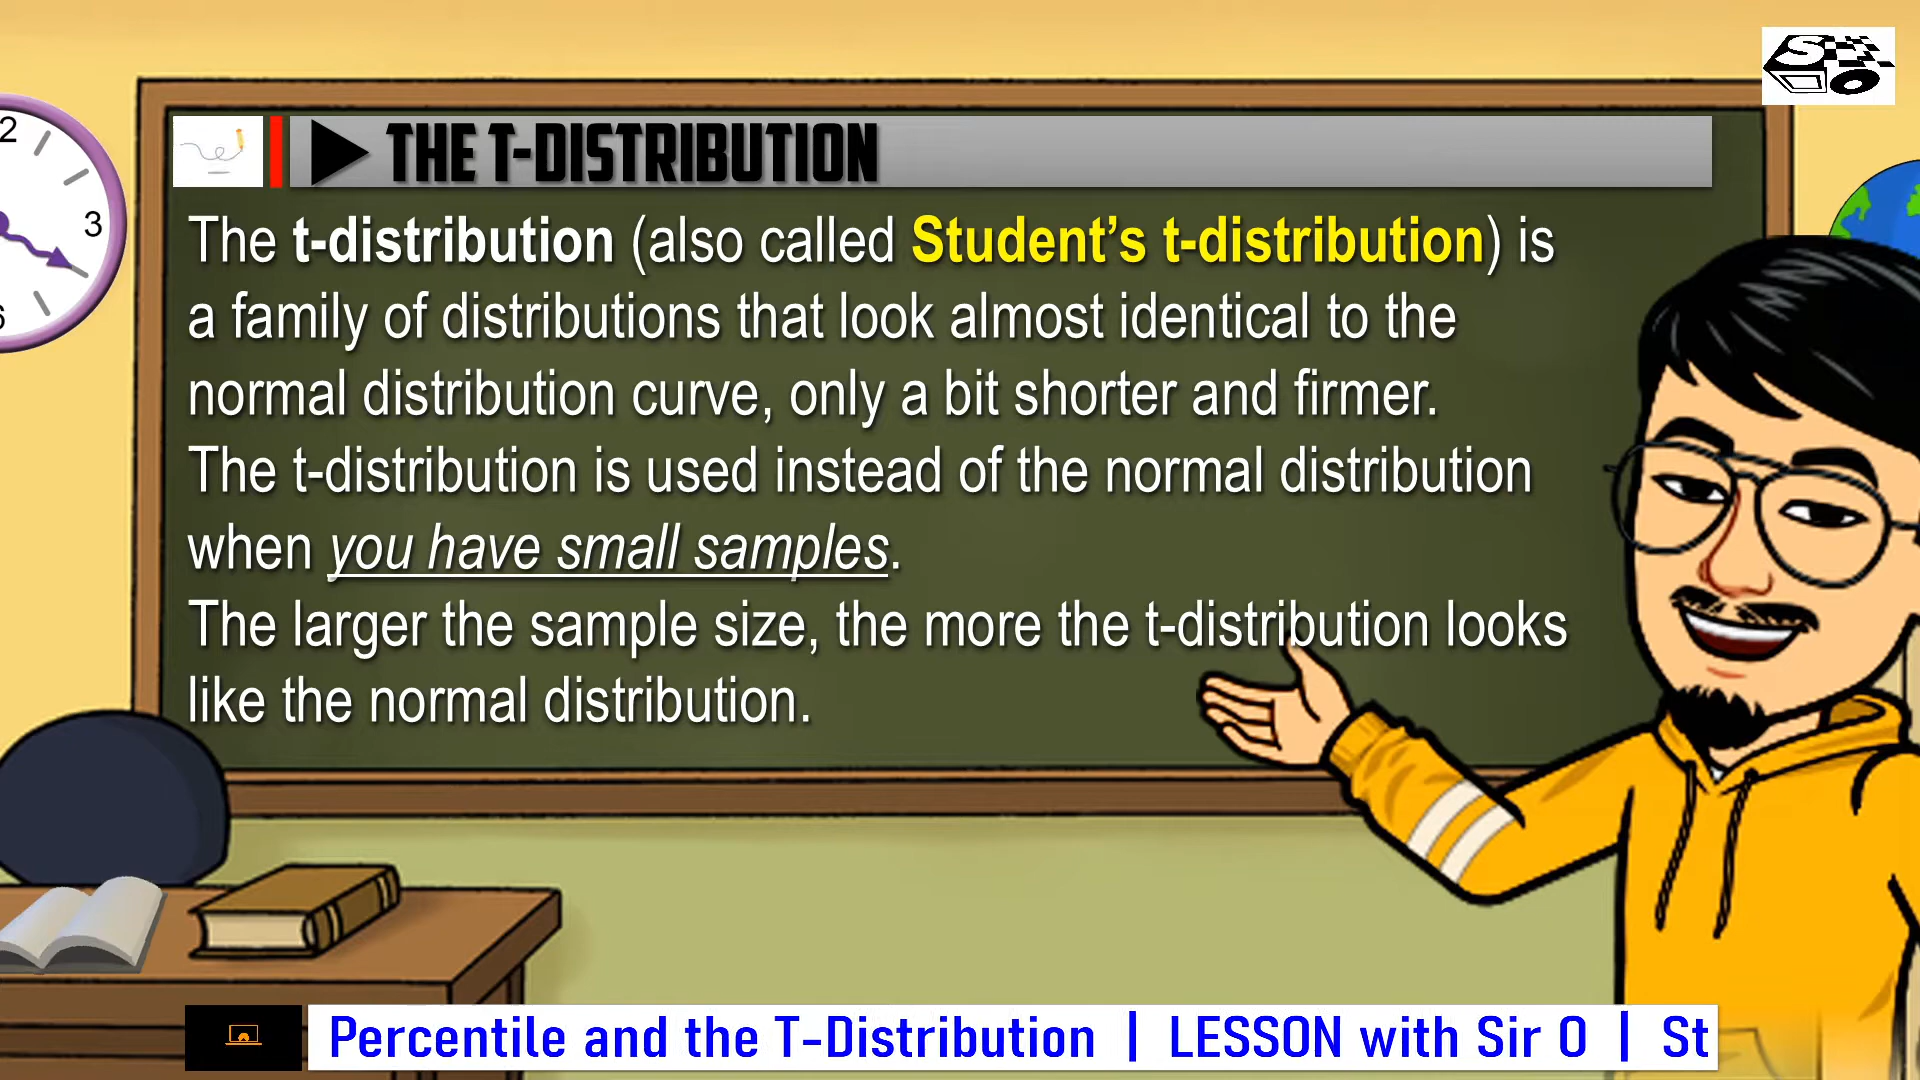 S
O
2
3
6
THE T-DISTRIBUTION
The t-distribution (also called Student’s t-distribution) is
a family of distributions that look almost identical to the
normal distribution curve, only a bit shorter and firmer.
The t-distribution is used instead of the normal distribution
when you have small samples.
The larger the sample size, the more the t-distribution looks
like the normal distribution.
Percentile and the T-Distribution | LESSON with Sir O | St